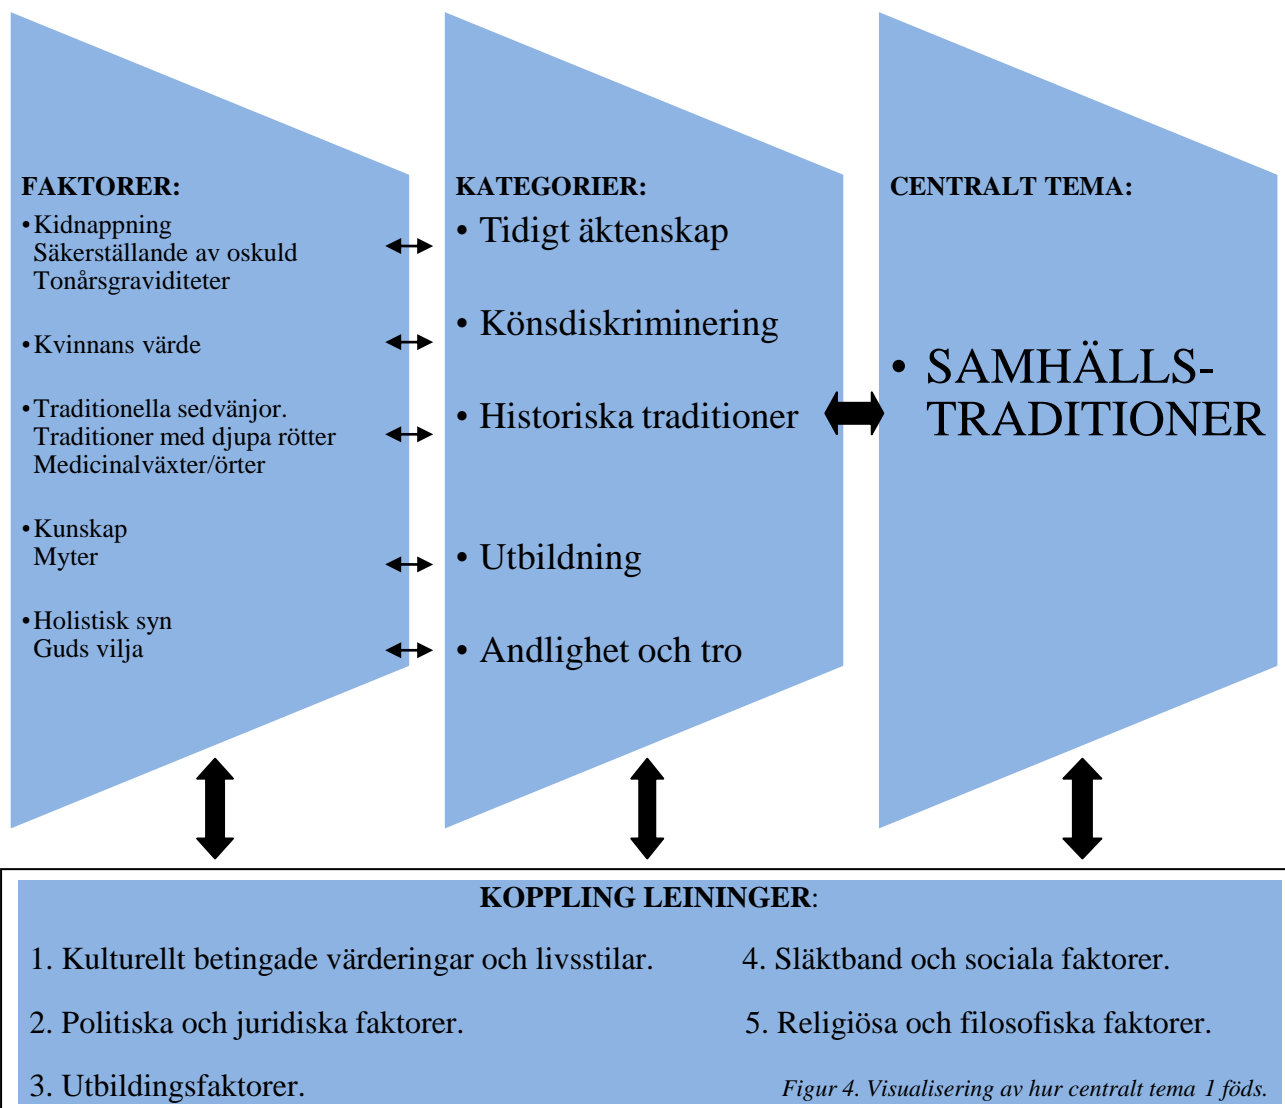 FAKTORER:
•Kidnappning
Säkerställande av oskuld
Tonårsgraviditeter
•Kvinnans värde
•Traditionella sedvänjor.
Traditioner med djupa rötter
Medicinalväxter/örter
•Kunskap
Myter
•Holistisk syn
Guds vilja
KATEGORIER:
• Tidigt äktenskap
• Könsdiskriminering
• Historiska traditioner
• Utbildning
• Andlighet och tro
CENTRALT TEMA:
• SAMHÄLLS-
TRADITIONER
KOPPLING LEININGER:
1. Kulturellt betingade värderingar och livsstilar.
2. Politiska och juridiska faktorer.
3. Utbildingsfaktorer.
4. Släktband och sociala faktorer.
5. Religiösa och filosofiska faktorer.
Figur 4. Visualisering av hur centralt tema 1 föds.